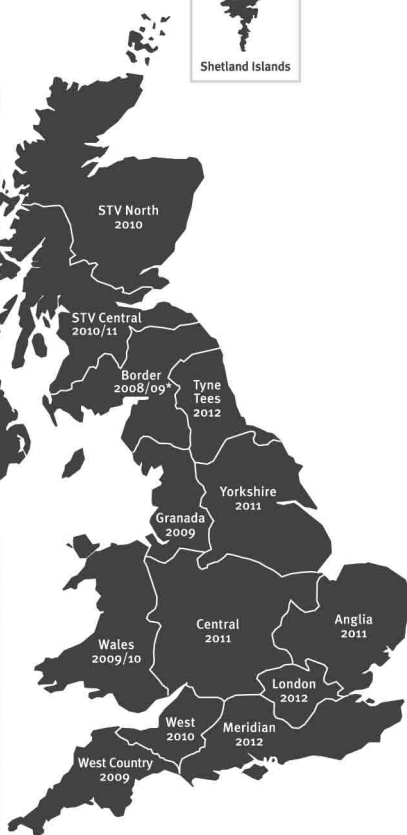 Shetland Islands
STV North
2010
STV Central
2010/11
Border
2008/09*
Tyne
Tees
2012
Yorkshire
2011
Granada
2009
Central
2011
Anglia
2011
Wales
2009/10
London
2012
West
2010
Meridian
2012
West Country
2009